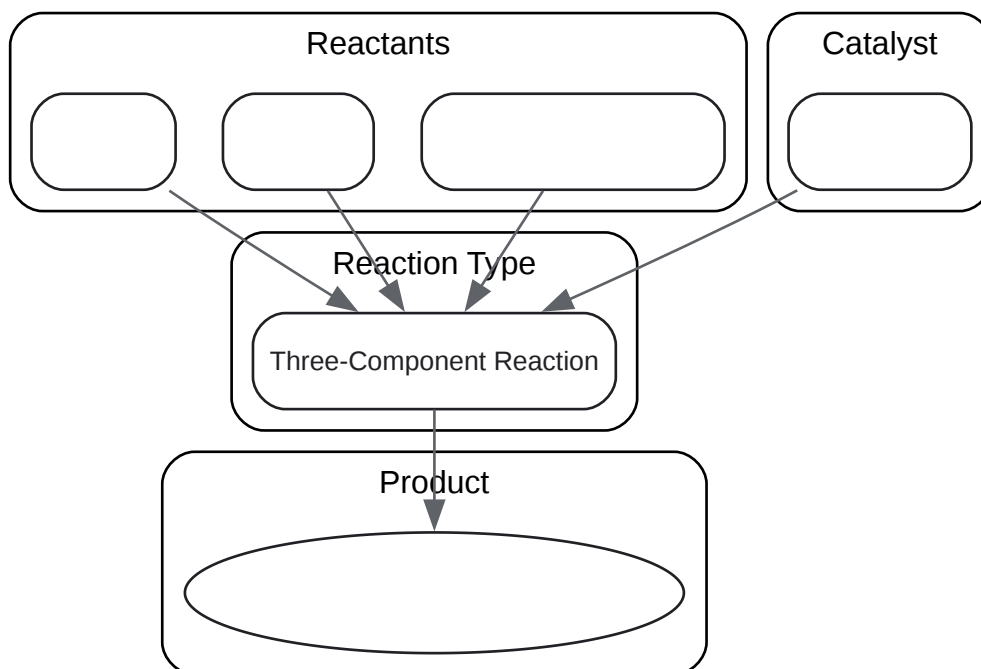 Reactants
Catalyst
Reaction Type
Three-Component Reaction
Product